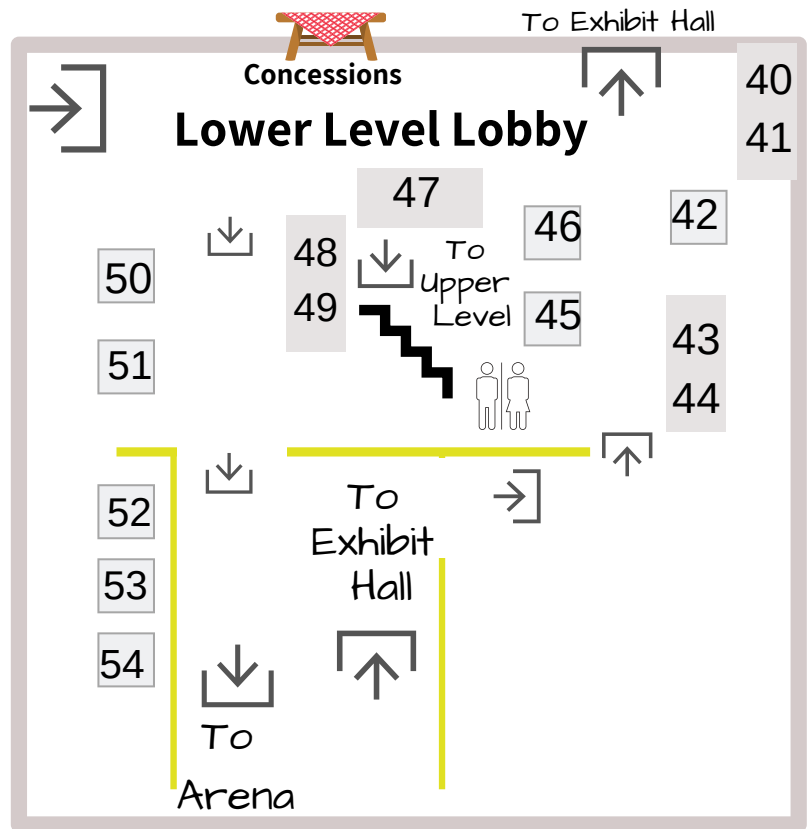 To Exhibit Hall
Concessions
Lower Level Lobby
40
41
47
42
46
48
To
50
Upper
49
Level
45
43
51
44
To
52
Exhibit
53
Hall
54
To
Arena